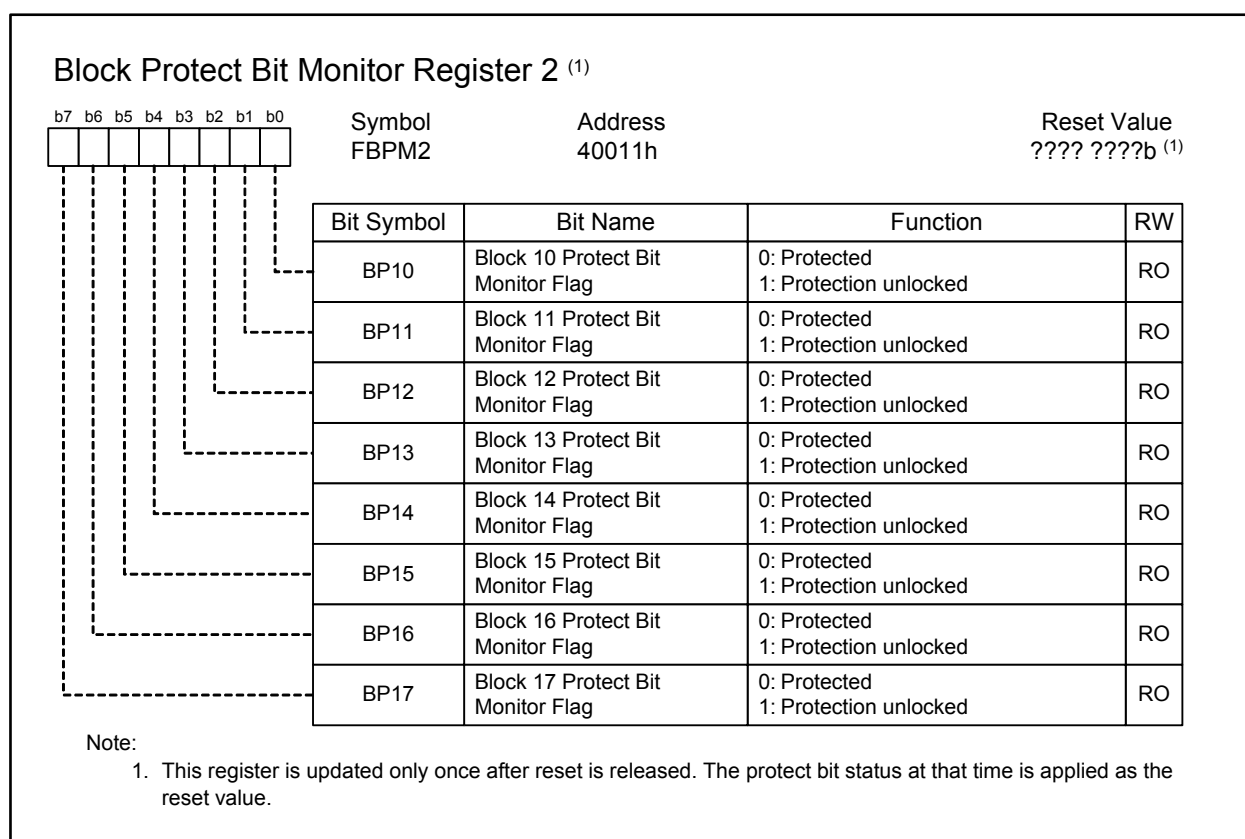 Block Protect Bit Monitor Register 2 (1)
b7 b6 b5 b4 b3 b2 b1 b0
Symbol Address Reset Value
FBPM2 40011h ???? ????b (1)
Bit Symbol Bit Name Function RW
BP10 Block 10 Protect Bit Monitor Flag 0: Protected 1: Protection unlocked RO
BP11 Block 11 Protect Bit Monitor Flag 0: Protected 1: Protection unlocked RO
BP12 Block 12 Protect Bit Monitor Flag 0: Protected 1: Protection unlocked RO
BP13 Block 13 Protect Bit Monitor Flag 0: Protected 1: Protection unlocked RO
BP14 Block 14 Protect Bit Monitor Flag 0: Protected 1: Protection unlocked RO
BP15 Block 15 Protect Bit Monitor Flag 0: Protected 1: Protection unlocked RO
BP16 Block 16 Protect Bit Monitor Flag 0: Protected 1: Protection unlocked RO
BP17 Block 17 Protect Bit Monitor Flag 0: Protected 1: Protection unlocked RO
Note:
1. This register is updated only once after reset is released. The protect bit status at that time is applied as the
reset value.